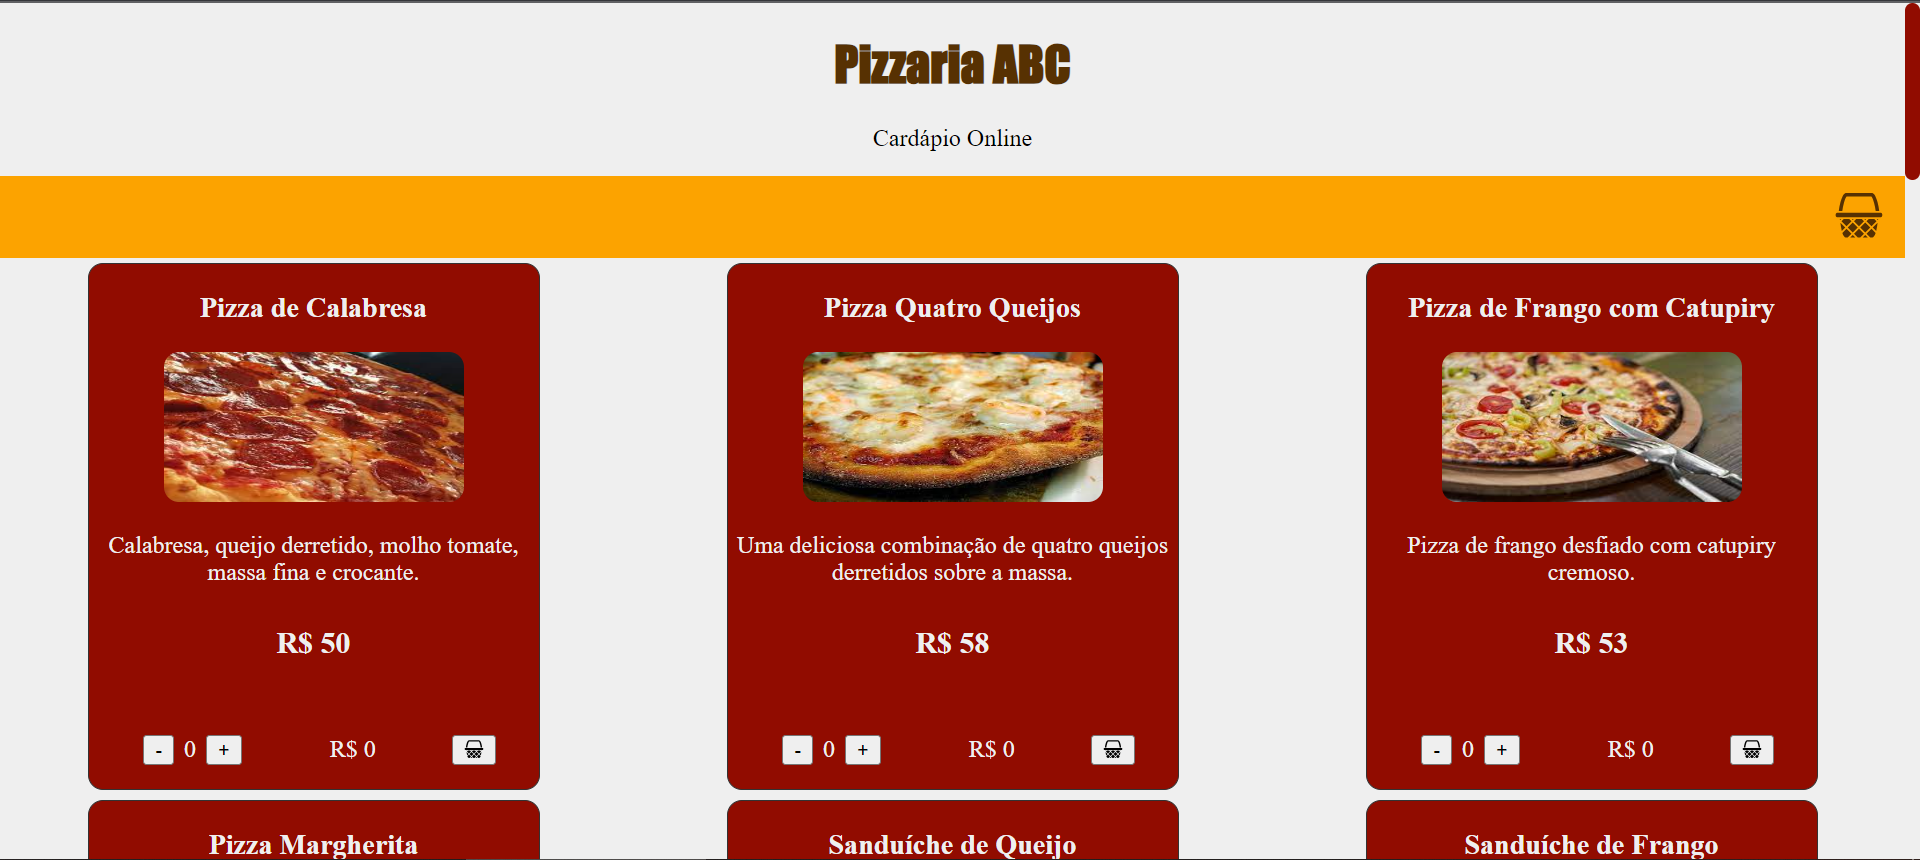 Pizzaria ABC
Cardápio Online
Pizza de Calabresa
Calabresa, queijo derretido, molho tomate,
massa fina e crocante.
R$ 50
- 0 + R$ 0
Pizza Quatro Queijos
Uma deliciosa combinação de quatro queijos
derretidos sobre a massa.
R$ 58
- 0 + R$ 0
Pizza de Frango com Catupiry
Pizza de frango desfiado com catupiry
cremoso.
R$ 53
- 0 + R$ 0
Pizza Margherita
Sanduíche de Queijo
Sanduíche de Frango